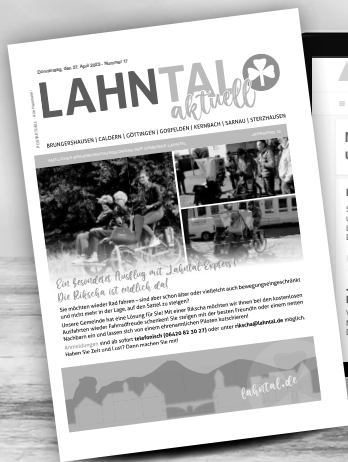 Donnerstag, den 27. April 2023 · Nummer 17
LAHNTAL
aktuell
BRUNGERSHAUSEN | CALDERN | GÖTTINGEN | GOSSFELDEN | KERNBACH | SARNAU | STERZHAUSEN
Ein besonderes Ausflug mit Lahntal-Express!
Die Rikscha ist endlich da!
Sie möchten wieder Rad fahren – sind aber schon älter oder vielleicht auch bewegungseingeschränkt
und nicht mehr in der Lage, auf den Sattel zu steigen?
Unsere Gemeinde hat eine Lösung für Sie! Mit einer Rikscha möchten wir Ihnen bei den kostenlosen
Ausfahrten wieder Fahrradfreude schenken! Sie steigen mit der besten Freundin oder einem netten
Nachbarn ein und lassen sich von einem ehrenamtlichen Piloten kutschieren!
Anmeldungen sind ab sofort telefonisch (06420 82 30 27) oder unter rikscha@lahntal.de möglich.
Haben Sie Zeit und Lust? Dann machen Sie mit!
lahntal.de